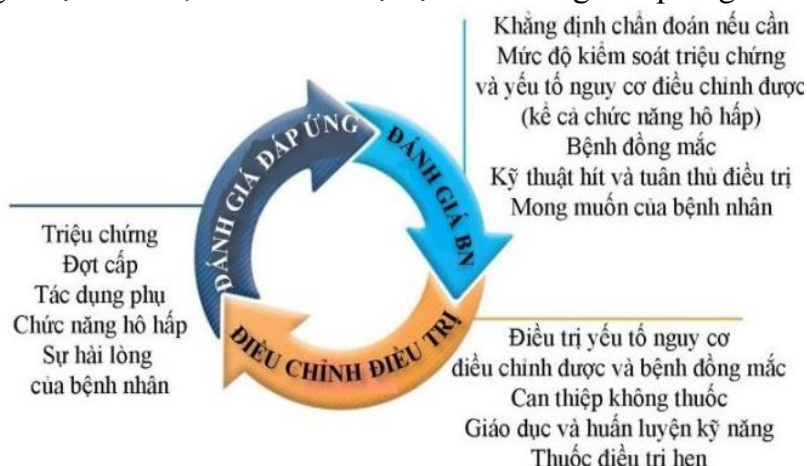 Khẳng định chẩn đoán nếu cần
Mức độ kiểm soát triệu chứng
và yếu tố nguy cơ điều chỉnh được
(kể cả chức năng hô hấp)
Bệnh đồng mắc
Kỹ thuật hít và tuân thủ điều trị
Mong muốn của bệnh nhân
ĐÁNH GIÁ ĐÁP ỨNG
ĐÁNH GIÁ BN
ĐIỀU CHỈNH ĐIỀU TRỊ
Triệu chứng
Đợt cấp
Tác dụng phụ
Chức năng hô hấp
Sự hài lòng
của bệnh nhân
Điều trị yếu tố nguy cơ
điều chỉnh được và bệnh đồng mắc
Can thiệp không thuốc
Giáo dục và huấn luyện kỹ năng
Thuốc điều trị hen